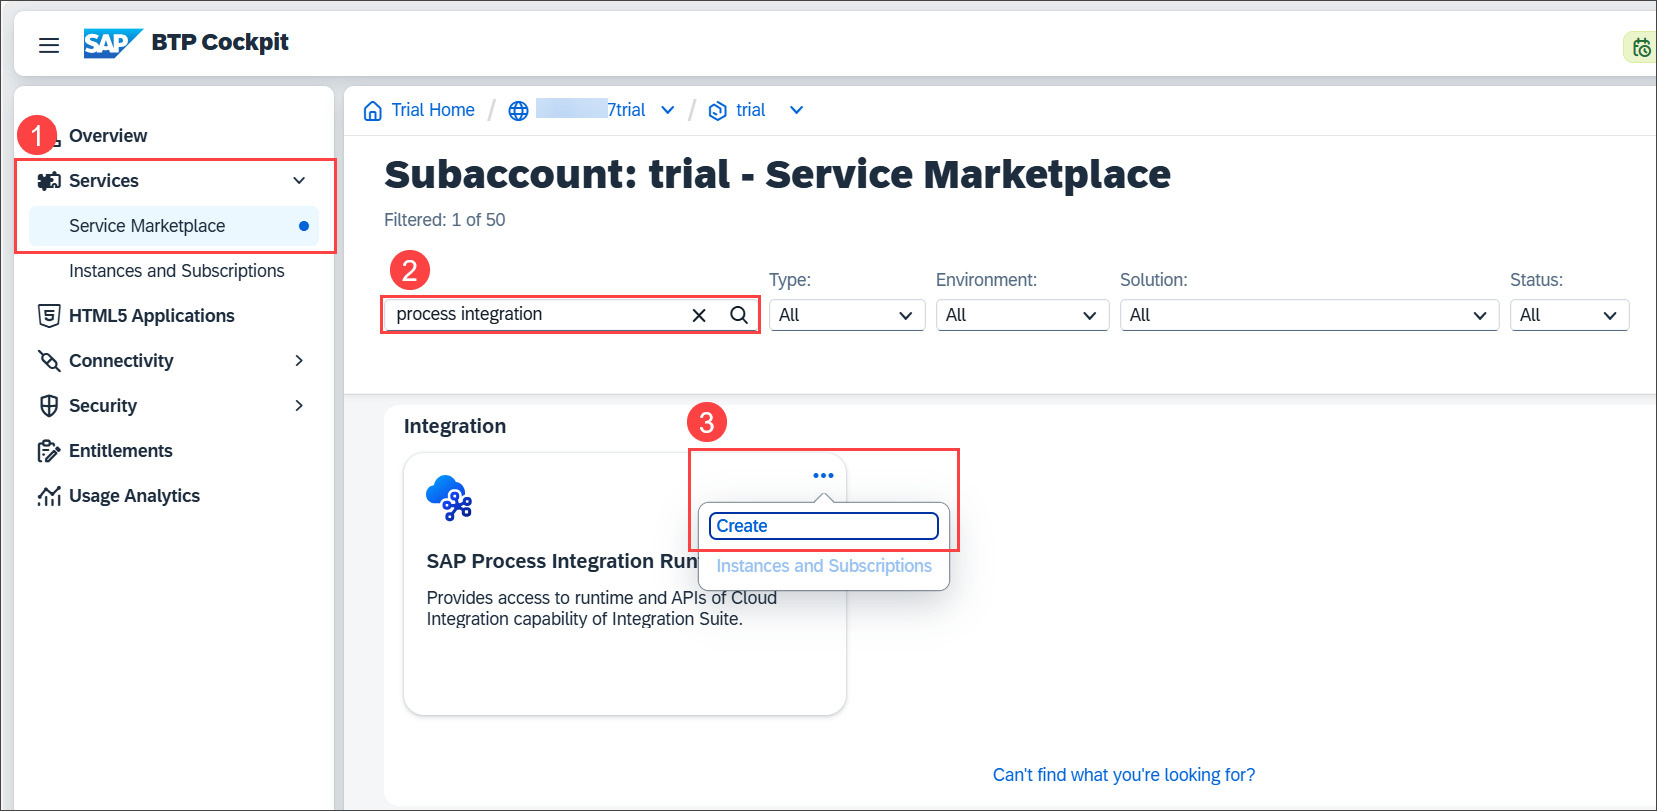 SAP BTP Cockpit
1
Overview
Services
Service Marketplace
Instances and Subscriptions
HTML5 Applications
Connectivity
Security
Entitlements
Usage Analytics
Trial Home / 7trial / trial
Subaccount: trial - Service Marketplace
Filtered: 1 of 50
2
Type: Environment: Solution: Status:
process integration All All All All
Integration
3
Create
Instances and Subscriptions
SAP Process Integration Run
Provides access to runtime and APIs of Cloud
Integration capability of Integration Suite.
Can't find what you're looking for?